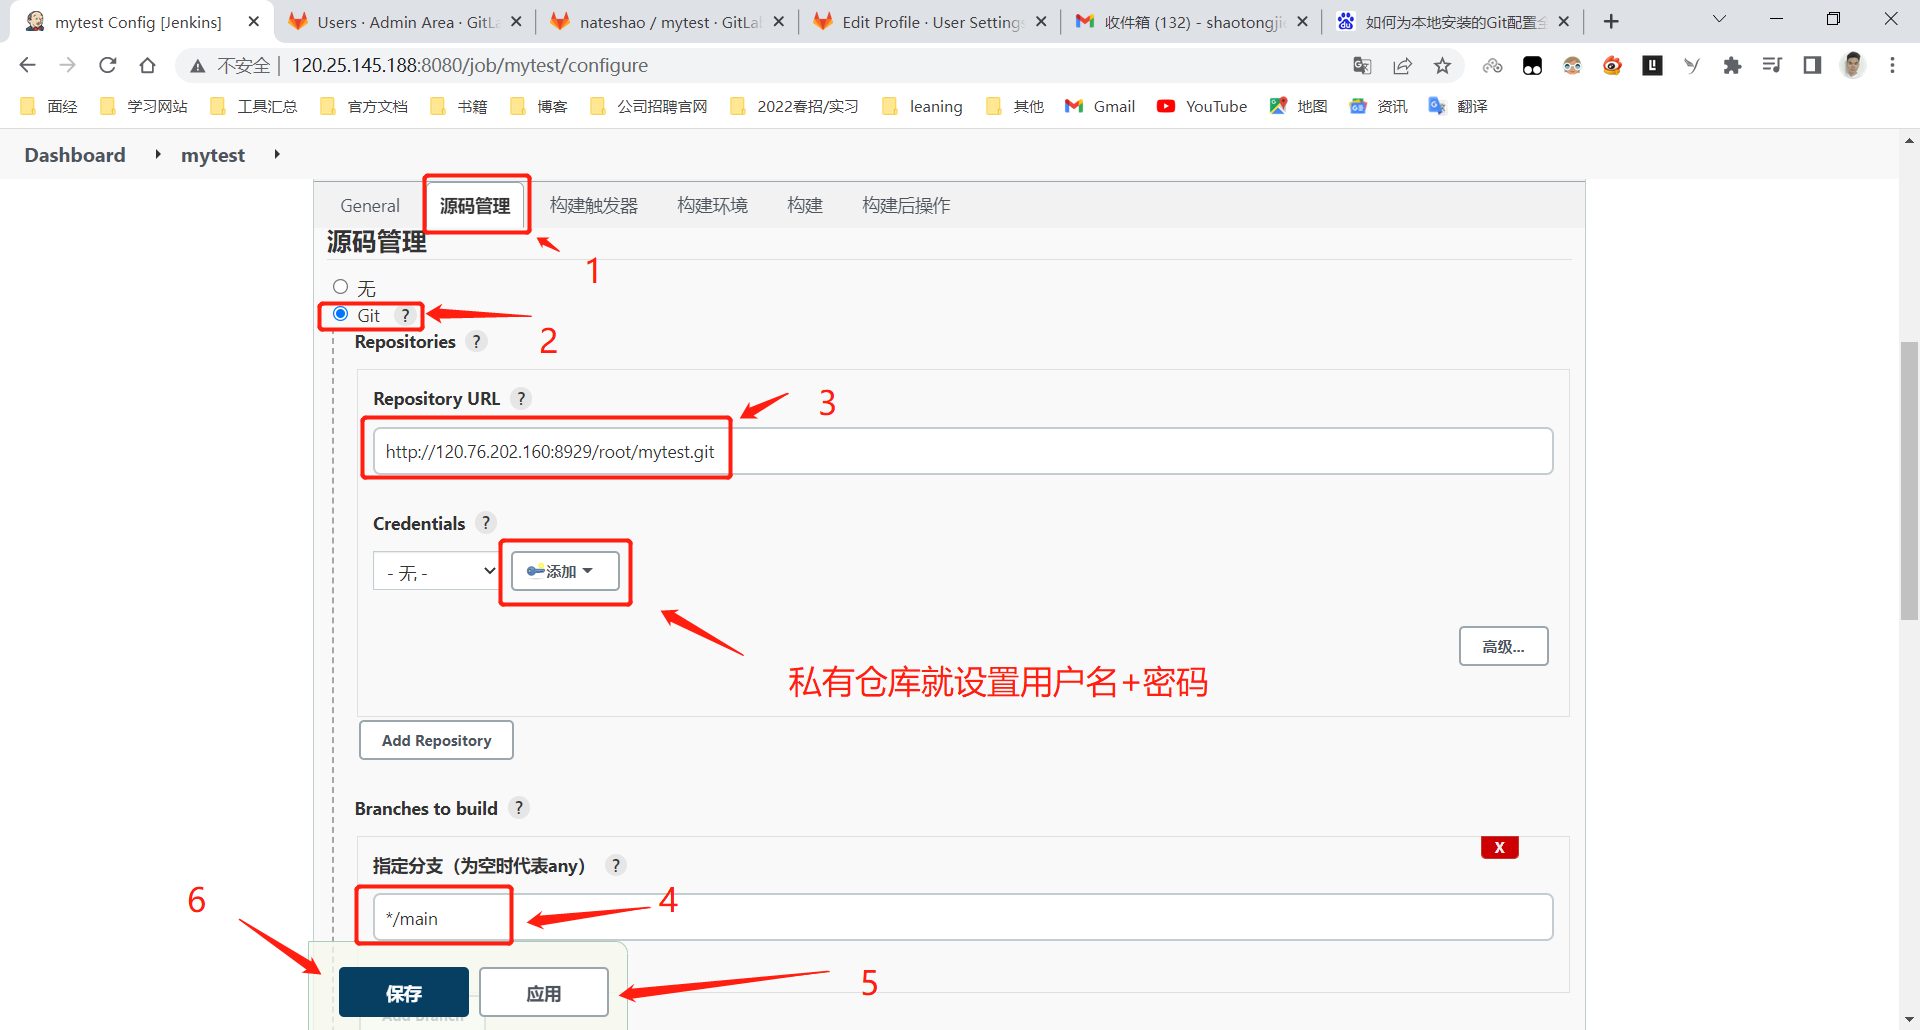 mytest Config [Jenkins]
Users · Admin Area · GitLa
nateshao / mytest · GitLa
Edit Profile · User Settings
收件箱 (132) - shaotongji
如何为本地安装的Git配置全
不安全
120.25.145.188:8080/job/mytest/configure
面经
学习网站
工具汇总
官方文档
书籍
博客
公司招聘官网
2022春招/实习
leaning
其他
Gmail
YouTube
地图
资讯
翻译
Dashboard
mytest
General
源码管理
构建触发器
构建环境
构建
构建后操作
源码管理
1
无
Git ?
2
Repositories ?
Repository URL ?
3
http://120.76.202.160:8929/root/mytest.git
Credentials ?
- 无 -
添加
高级...
私有仓库就设置用户名+密码
Add Repository
Branches to build ?
X
指定分支（为空时代表any） ?
6
4
*/main
5
保存
应用
Add Branch